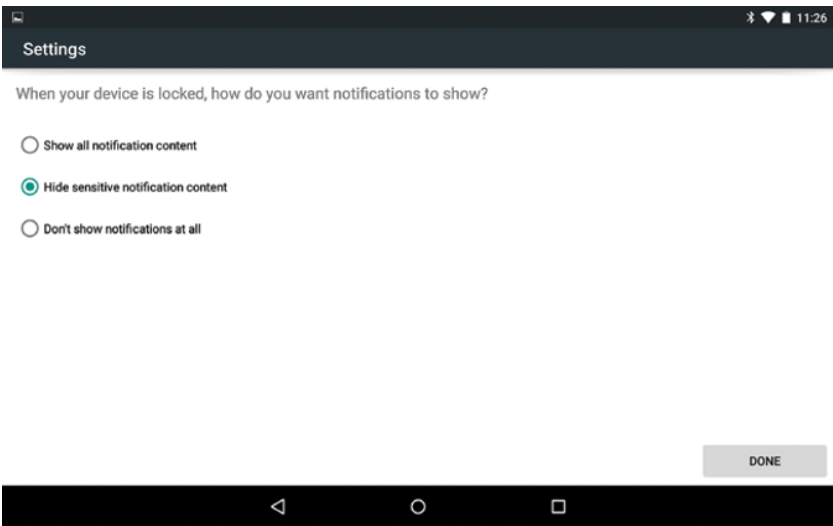 11:26
Settings
When your device is locked, how do you want notifications to show?
Show all notification content
Hide sensitive notification content
Don't show notifications at all
DONE